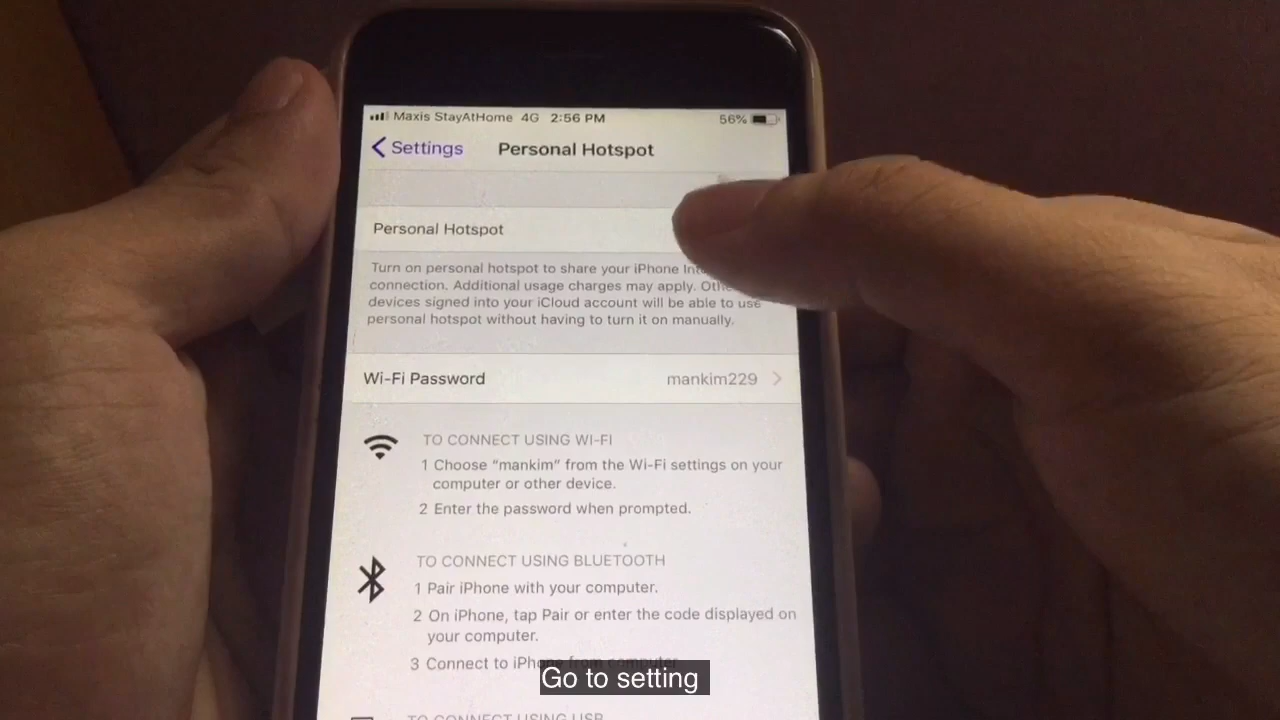 Maxis StayAtHome 4G 2:56 PM 56%
Settings Personal Hotspot
Personal Hotspot
Turn on personal hotspot to share your iPhone
connection. Additional usage charges may apply.
devices signed into your iCloud account will be able to use
personal hotspot without having to turn it on manually.
Wi-Fi Password mankim229
TO CONNECT USING WI-FI
1 Choose “mankim” from the Wi-Fi settings on your
computer or other device.
2 Enter the password when prompted.
TO CONNECT USING BLUETOOTH
1 Pair iPhone with your computer.
2 On iPhone, tap Pair or enter the code displayed on
your computer.
3 Connect to iPhone from computer.
Go to setting
TO CONNECT USING USB